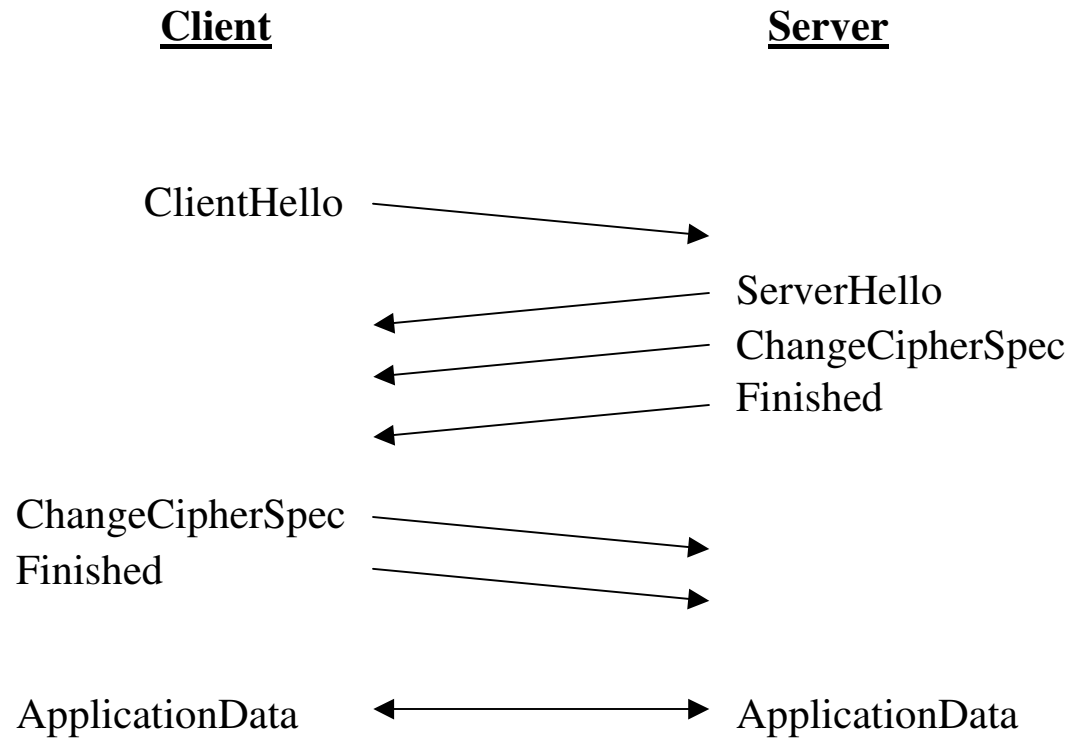 Client Server
ClientHello
ServerHello
ChangeCipherSpec
Finished
ChangeCipherSpec
Finished
ApplicationData ApplicationData